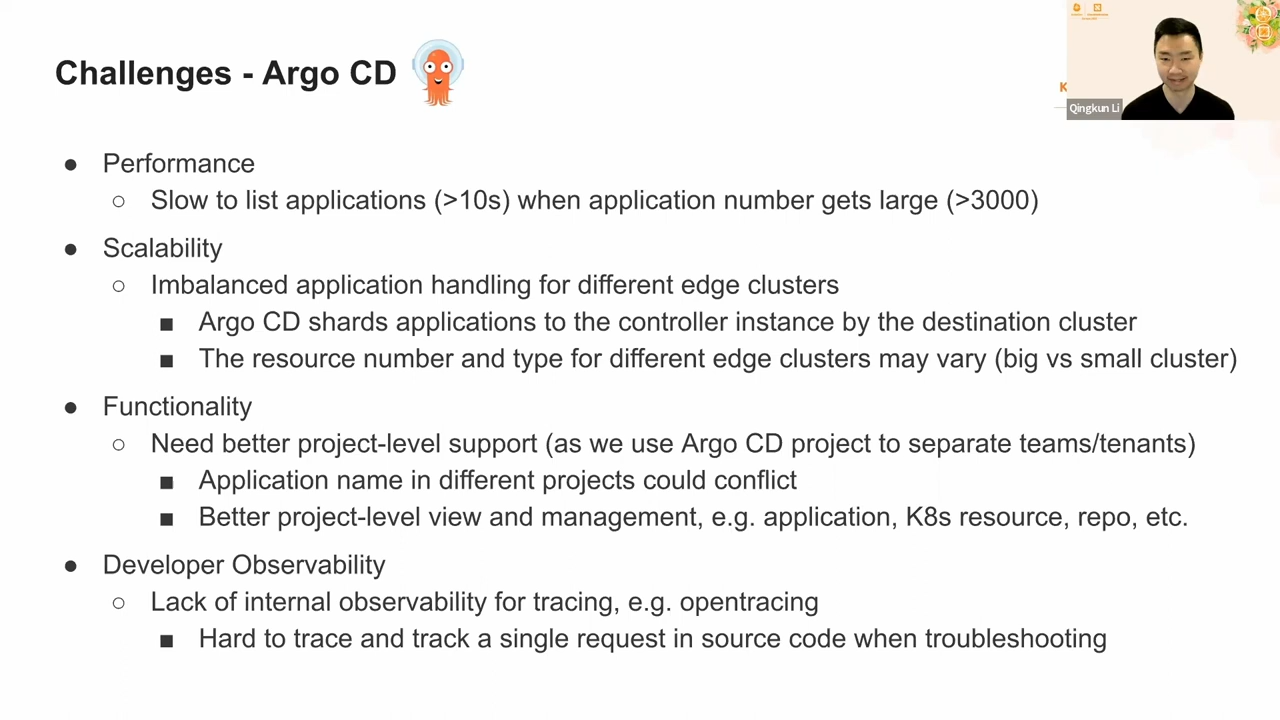 Challenges - Argo CD
K
Qingkun Li
● Performance
○ Slow to list applications (>10s) when application number gets large (>3000)
● Scalability
○ Imbalanced application handling for different edge clusters
■ Argo CD shards applications to the controller instance by the destination cluster
■ The resource number and type for different edge clusters may vary (big vs small cluster)
● Functionality
○ Need better project-level support (as we use Argo CD project to separate teams/tenants)
■ Application name in different projects could conflict
■ Better project-level view and management, e.g. application, K8s resource, repo, etc.
● Developer Observability
○ Lack of internal observability for tracing, e.g. opentracing
■ Hard to trace and track a single request in source code when troubleshooting